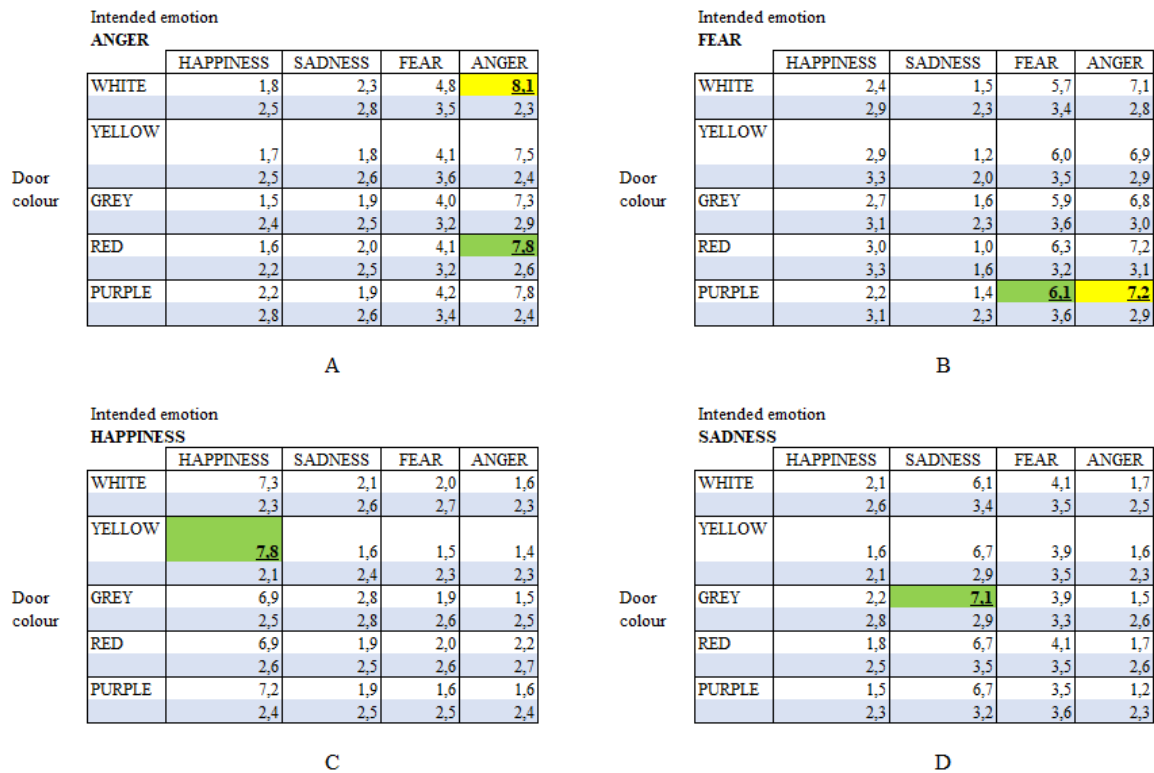 Intended emotion
ANGER
HAPPINESS SADNESS FEAR ANGER
WHITE 1,8 2,3 4,8 8,1
2,5 2,8 3,5 2,3
YELLOW
1,7 1,8 4,1 7,5
2,5 2,6 3,6 2,4
Door
colour
GREY 1,5 1,9 4,0 7,3
2,4 2,5 3,2 2,9
RED 1,6 2,0 4,1 7,8
2,2 2,5 3,2 2,6
PURPLE 2,2 1,9 4,2 7,8
2,8 2,6 3,4 2,4
A
Intended emotion
FEAR
HAPPINESS SADNESS FEAR ANGER
WHITE 2,4 1,5 5,7 7,1
2,9 2,3 3,4 2,8
YELLOW
2,9 1,2 6,0 6,9
3,3 2,0 3,5 2,9
Door
colour
GREY 2,7 1,6 5,9 6,8
3,1 2,3 3,6 3,0
RED 3,0 1,0 6,3 7,2
3,3 1,6 3,2 3,1
PURPLE 2,2 1,4 6,1 7,2
3,1 2,3 3,6 2,9
B
Intended emotion
HAPPINESS
HAPPINESS SADNESS FEAR ANGER
WHITE 7,3 2,1 2,0 1,6
2,3 2,6 2,7 2,3
YELLOW
7,8 1,6 1,5 1,4
2,1 2,4 2,3 2,3
Door
colour
GREY 6,9 2,8 1,9 1,5
2,5 2,8 2,6 2,5
RED 6,9 1,9 2,0 2,2
2,6 2,5 2,6 2,7
PURPLE 7,2 1,9 1,6 1,6
2,4 2,5 2,5 2,4
C
Intended emotion
SADNESS
HAPPINESS SADNESS FEAR ANGER
WHITE 2,1 6,1 4,1 1,7
2,6 3,4 3,5 2,5
YELLOW
1,6 6,7 3,9 1,6
2,1 2,9 3,5 2,3
Door
colour
GREY 2,2 7,1 3,9 1,5
2,8 2,9 3,3 2,6
RED 1,8 6,7 4,1 1,7
2,5 3,5 3,5 2,6
PURPLE 1,5 6,7 3,5 1,2
2,3 3,2 3,6 2,3
D